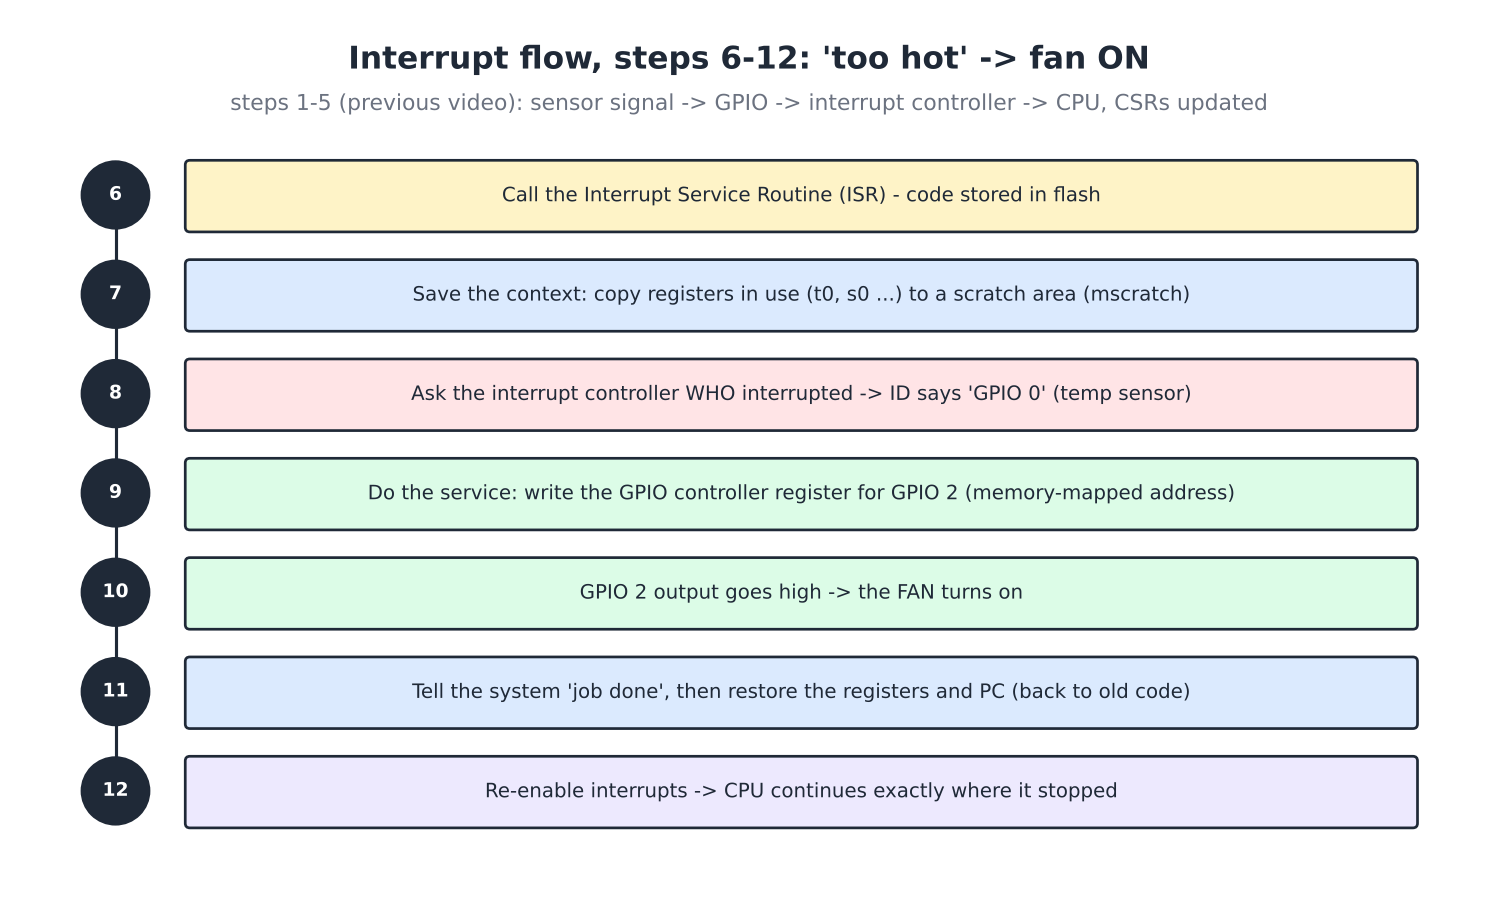 Interrupt flow, steps 6-12: 'too hot' -> fan ON
steps 1-5 (previous video): sensor signal -> GPIO -> interrupt controller -> CPU, CSRs updated
6
Call the Interrupt Service Routine (ISR) - code stored in flash
7
Save the context: copy registers in use (t0, s0 ...) to a scratch area (mscratch)
8
Ask the interrupt controller WHO interrupted -> ID says 'GPIO 0' (temp sensor)
9
Do the service: write the GPIO controller register for GPIO 2 (memory-mapped address)
10
GPIO 2 output goes high -> the FAN turns on
11
Tell the system 'job done', then restore the registers and PC (back to old code)
12
Re-enable interrupts -> CPU continues exactly where it stopped